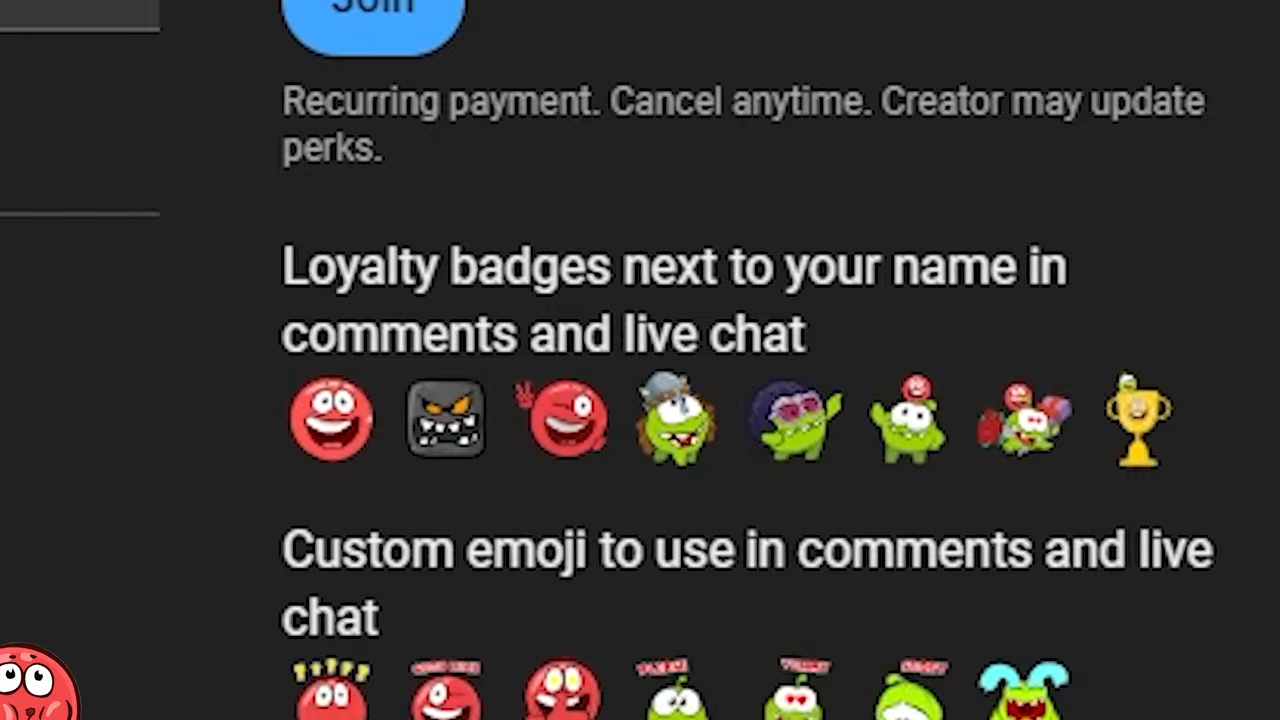 Join
Recurring payment. Cancel anytime. Creator may update
perks.
Loyalty badges next to your name in
comments and live chat
Custom emoji to use in comments and live
chat